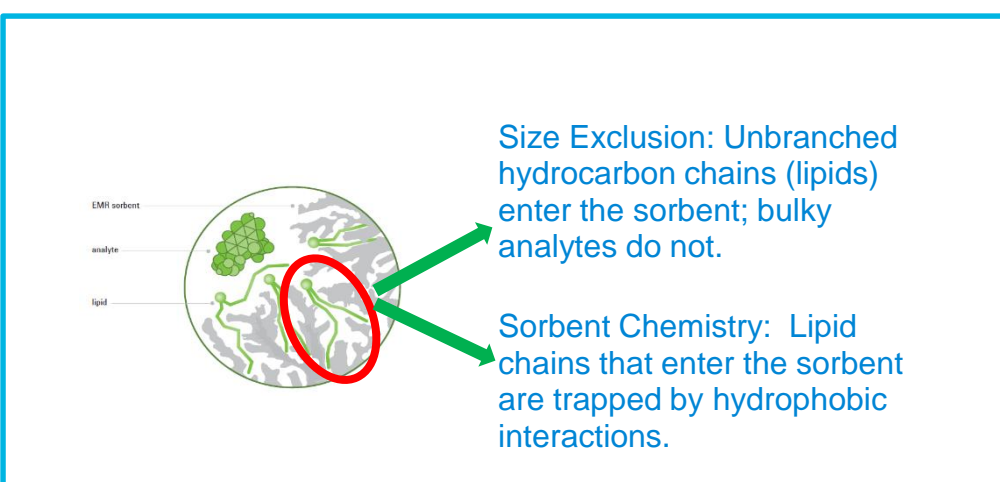 EMR sorbent
analyte
lipid
Size Exclusion: Unbranched
hydrocarbon chains (lipids)
enter the sorbent; bulky
analytes do not.
Sorbent Chemistry:  Lipid
chains that enter the sorbent
are trapped by hydrophobic
interactions.